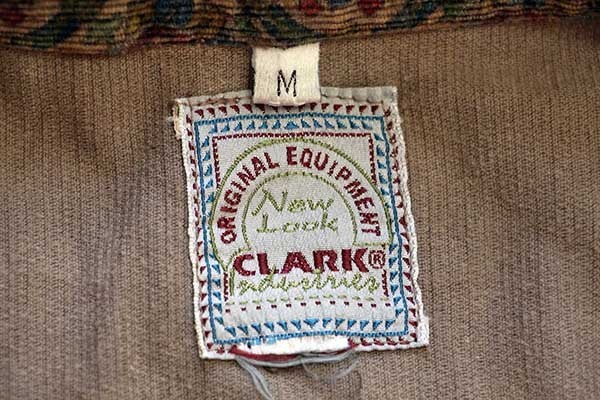 M
ORIGINAL EQUIPMENT
New
Look
CLARK®
industries